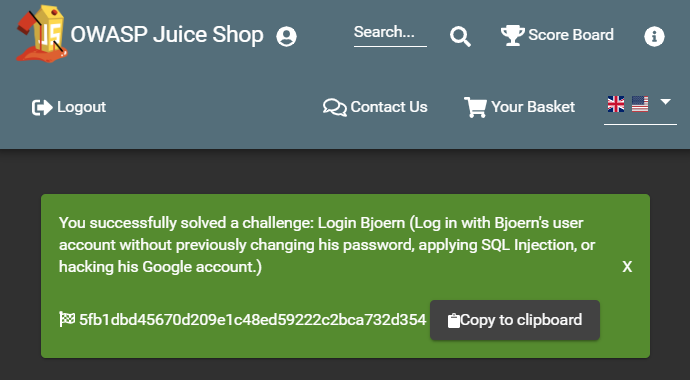 OWASP Juice Shop
Search...
Score Board
Logout
Contact Us
Your Basket
You successfully solved a challenge: Login Bjoern (Log in with Bjoern's user
account without previously changing his password, applying SQL Injection, or
hacking his Google account.)
X
5fb1dbd45670d209e1c48ed59222c2bca732d354
Copy to clipboard